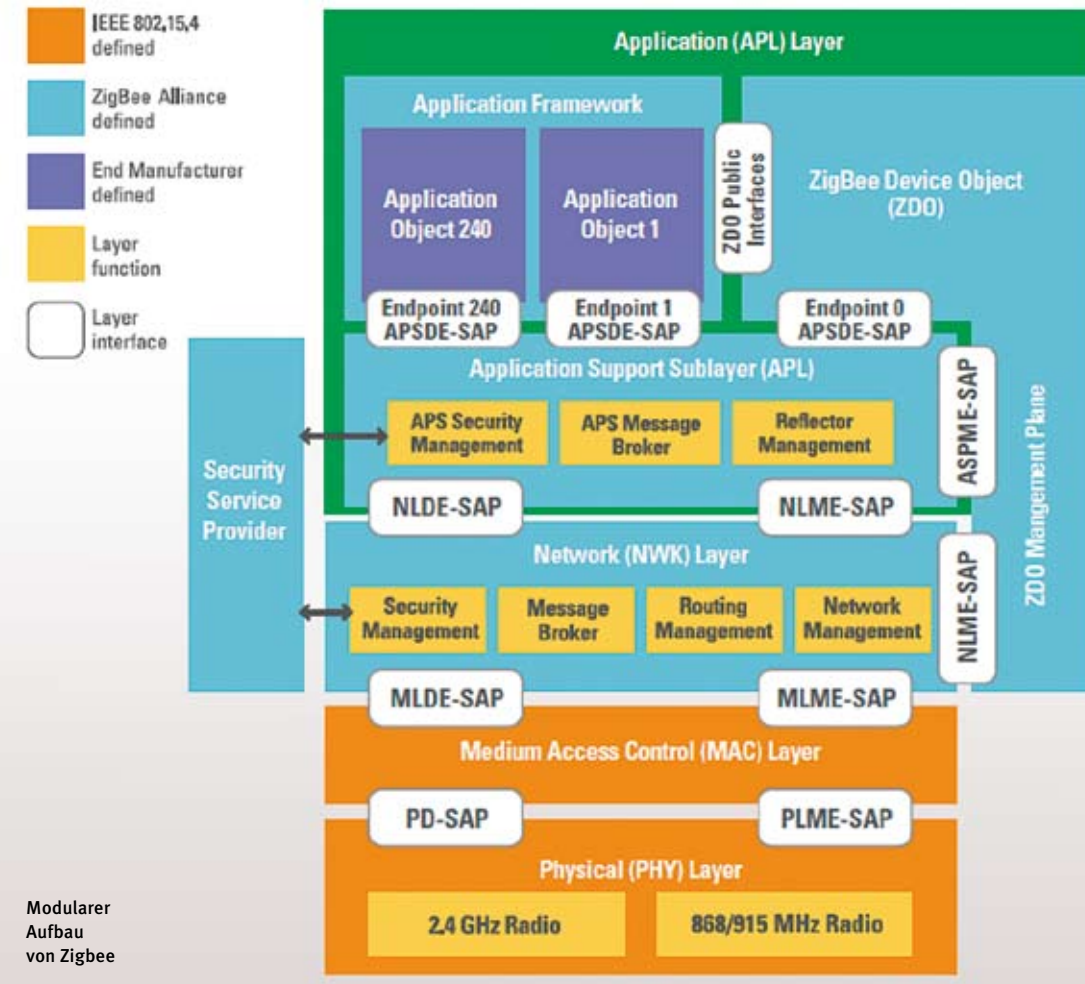 IEEE 802,15,4
defined
ZigBee Alliance
defined
End Manufacturer
defined
Layer
function
Layer
interface
Application (APL) Layer
Application Framework
Application
Object 240
Application
Object 1
ZDO Public
Interfaces
ZigBee Device Object
(ZDO)
Endpoint 240
APSDE-SAP
Endpoint 1
APSDE-SAP
Endpoint 0
APSDE-SAP
Application Support Sublayer (APL)
APS Security
Management
APS Message
Broker
Reflector
Management
ASPME-SAP
Security
Service
Provider
NLDE-SAP
NLME-SAP
Network (NWK) Layer
Security
Management
Message
Broker
Routing
Management
Network
Management
NLME-SAP
ZDO Mangement Plane
MLDE-SAP
MLME-SAP
Medium Access Control (MAC) Layer
PD-SAP
PLME-SAP
Physical (PHY) Layer
2.4 GHz Radio
868/915 MHz Radio
Modularer
Aufbau
von Zigbee